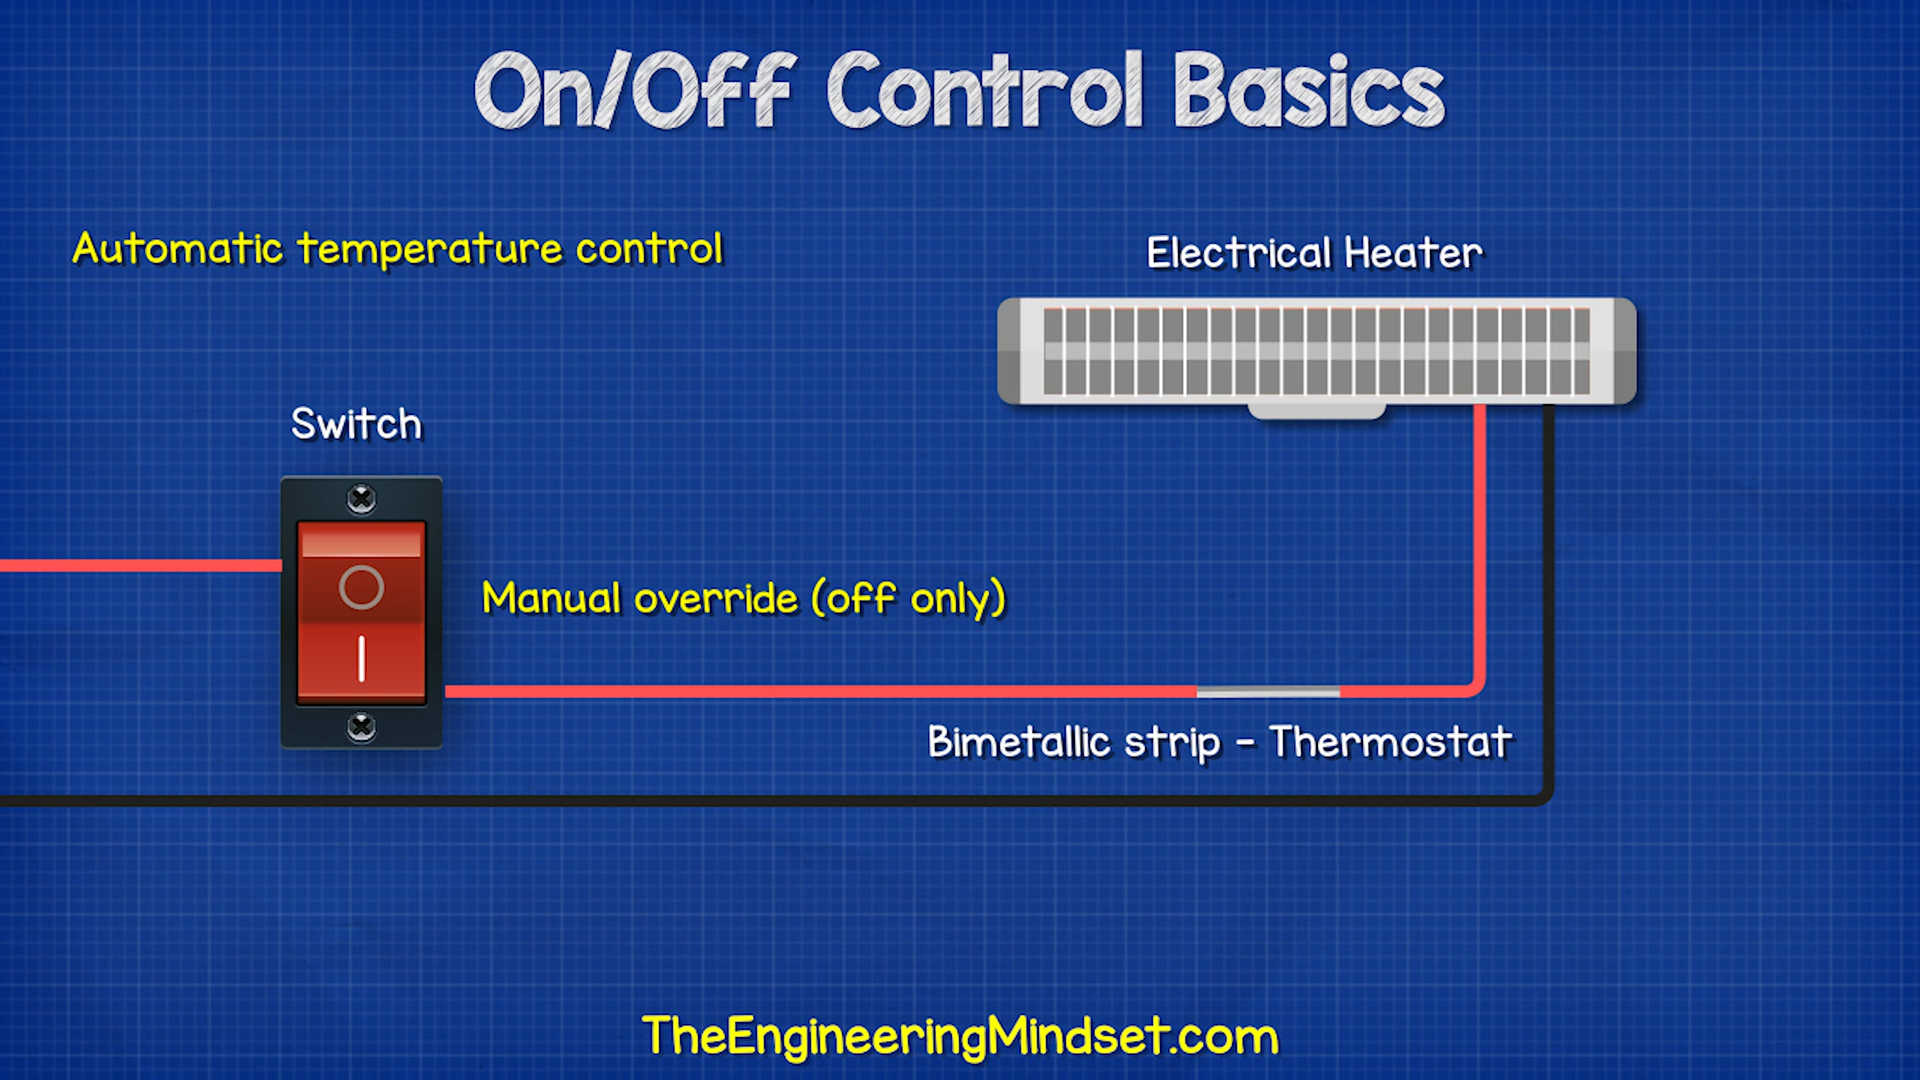 On/Off Control Basics
Automatic temperature control
Electrical Heater
Switch
Manual override (off only)
Bimetallic strip - Thermostat
TheEngineeringMindset.com